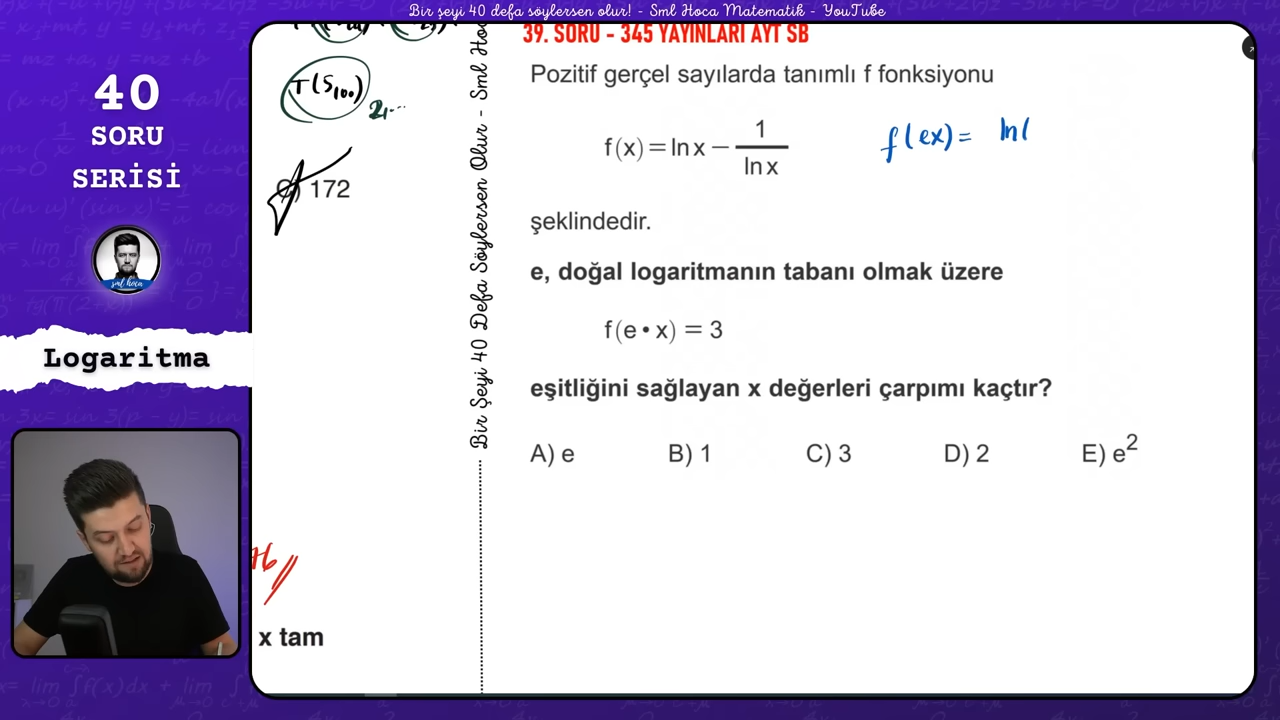 Bir şeyi 40 defa söylersen olur! - Sml Hoca Matematik - YouTube
40
SORU
SERİSİ
sml hoca
Logaritma
T(S₁₀₀)
C) 172
x tam
Bir Şeyi 40 Defa Söylersen Olur - Sml Hoc
39. SORU - 345 YAYINLARI AYT SB
Pozitif gerçel sayılarda tanımlı f fonksiyonu
f(x) = ln x − 1 / ln x
f(ex) = ln(
şeklindedir.
e, doğal logaritmanın tabanı olmak üzere
f(e • x) = 3
eşitliğini sağlayan x değerleri çarpımı kaçtır?
A) e B) 1 C) 3 D) 2 E) e²